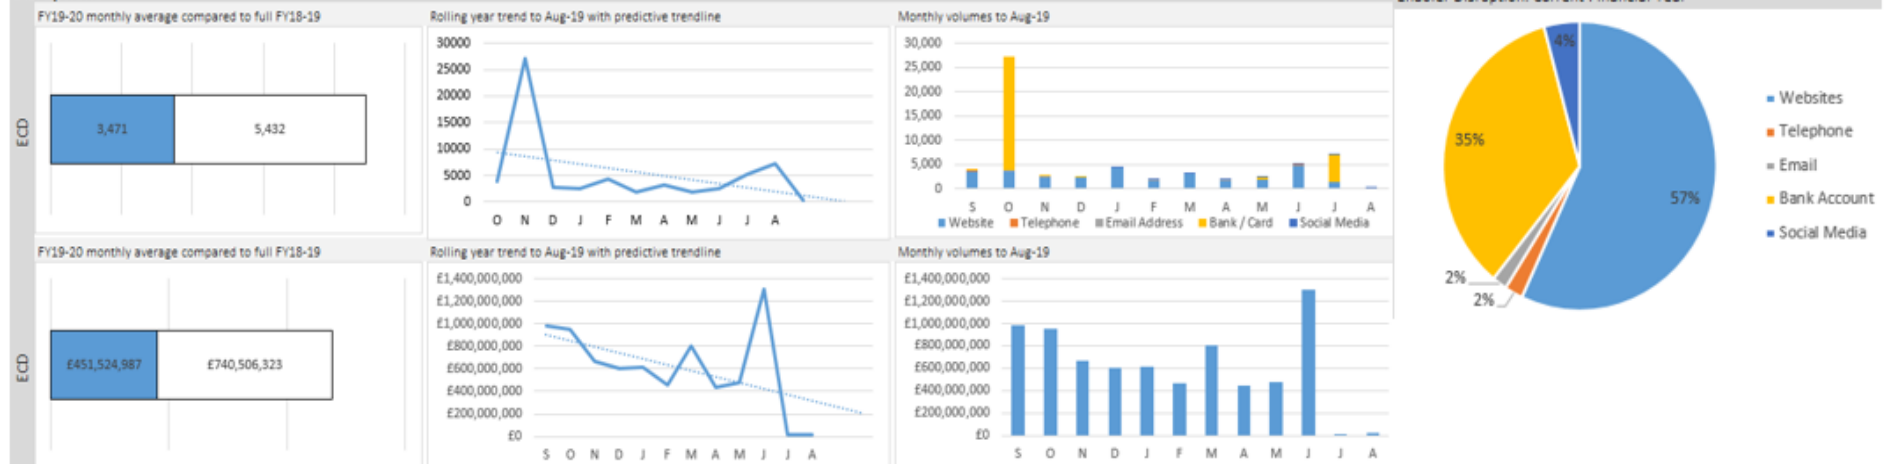 FY19-20 monthly average compared to full FY18-19
ECD
3,471
5,432
Rolling year trend to Aug-19 with predictive trendline
30000
25000
20000
15000
10000
5000
0
O N D J F M A M J J A
Monthly volumes to Aug-19
30,000
25,000
20,000
15,000
10,000
5,000
0
S O N D J F M A M J J A
Website Telephone Email Address Bank / Card Social Media
4%
35%
57%
2%
2%
Websites
Telephone
Email
Bank Account
Social Media
FY19-20 monthly average compared to full FY18-19
ECD
£451,524,987
£740,506,323
Rolling year trend to Aug-19 with predictive trendline
£1,400,000,000
£1,200,000,000
£1,000,000,000
£800,000,000
£600,000,000
£400,000,000
£200,000,000
£0
S O N D J F M A M J J A
Monthly volumes to Aug-19
£1,400,000,000
£1,200,000,000
£1,000,000,000
£800,000,000
£600,000,000
£400,000,000
£200,000,000
£0
S O N D J F M A M J J A